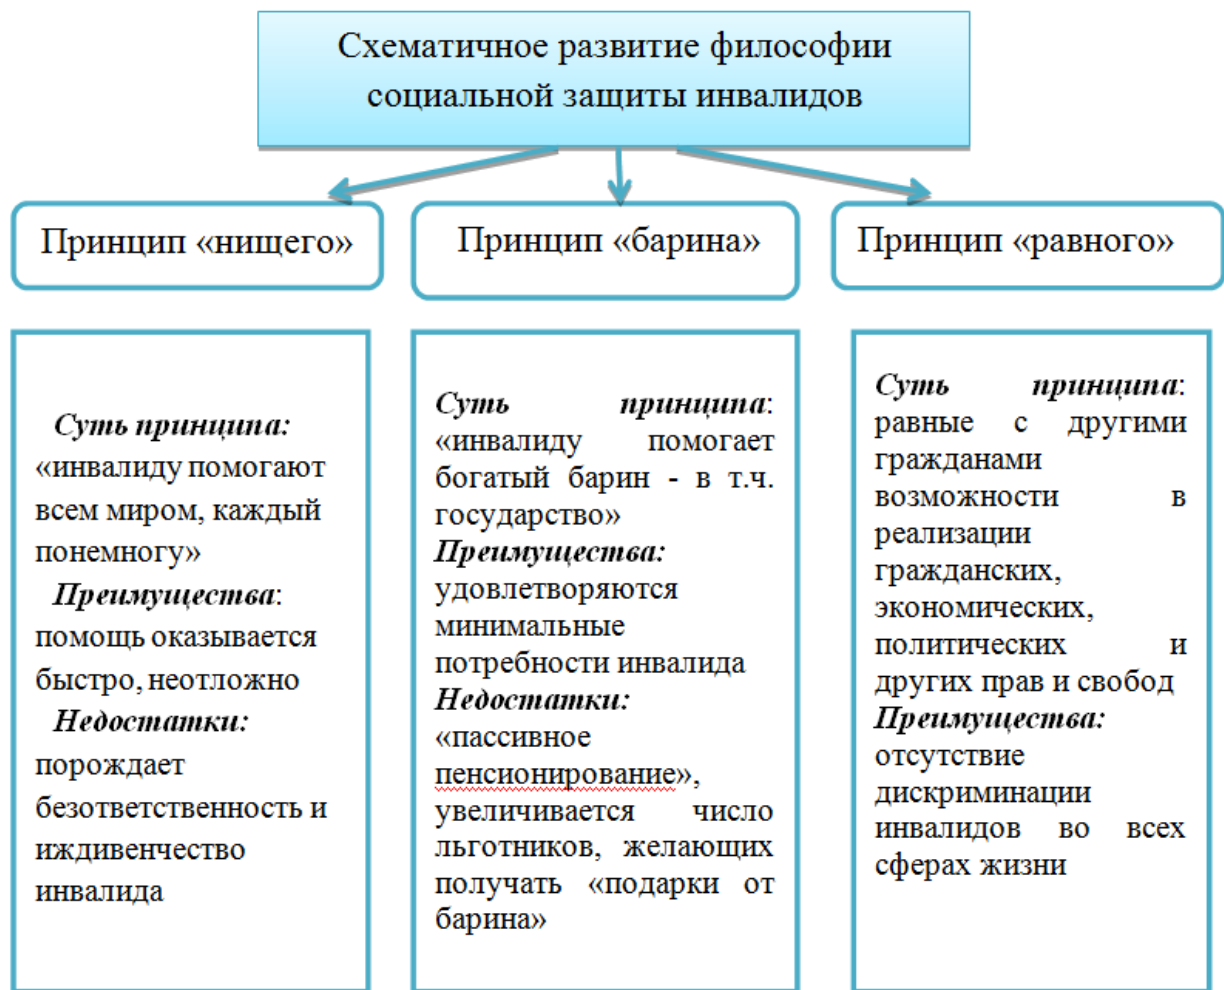 Схематичное развитие философии
социальной защиты инвалидов
Принцип «нищего»
Принцип «барина»
Принцип «равного»
Суть принципа:
«инвалиду помогают
всем миром, каждый
понемногу»
Преимущества:
помощь оказывается
быстро, неотложно
Недостатки:
порождает
безответственность и
иждивенчество
инвалида
Суть принципа:
«инвалиду помогает
богатый барин - в т.ч.
государство»
Преимущества:
удовлетворяются
минимальные
потребности инвалида
Недостатки:
«пассивное
пенсионирование»,
увеличивается число
льготников, желающих
получать «подарки от
барина»
Суть принципа:
равные с другими
гражданами
возможности в
реализации
гражданских,
экономических,
политических и
других прав и свобод
Преимущества:
отсутствие
дискриминации
инвалидов во всех
сферах жизни